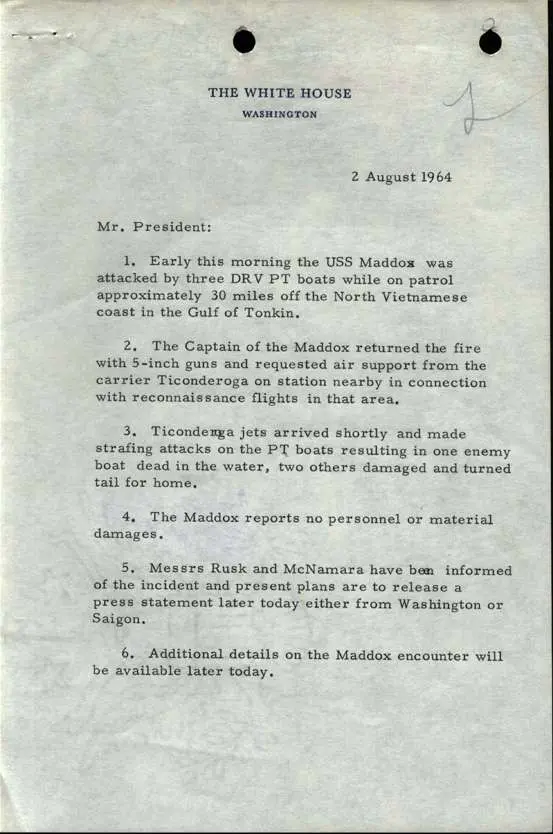 THE WHITE HOUSE
WASHINGTON
2 August 1964
Mr. President:
1. Early this morning the USS Maddox was
attacked by three DRV PT boats while on patrol
approximately 30 miles off the North Vietnamese
coast in the Gulf of Tonkin.
2. The Captain of the Maddox returned the fire
with 5-inch guns and requested air support from the
carrier Ticonderoga on station nearby in connection
with reconnaissance flights in that area.
3. Ticonderoga jets arrived shortly and made
strafing attacks on the PT boats resulting in one enemy
boat dead in the water, two others damaged and turned
tail for home.
4. The Maddox reports no personnel or material
damages.
5. Messrs Rusk and McNamara have been informed
of the incident and present plans are to release a
press statement later today either from Washington or
Saigon.
6. Additional details on the Maddox encounter will
be available later today.